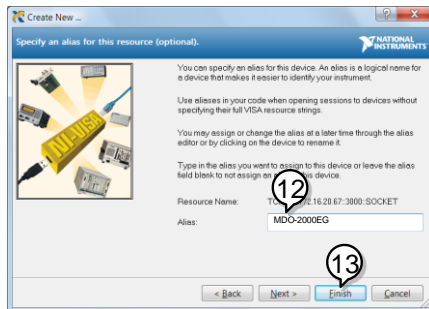 Create New ...
Specify an alias for this resource (optional).
NATIONAL
INSTRUMENTS
You can specify an alias for this device. An alias is a logical name for
a device that makes it easier to identify your instrument.
Use aliases in your code when opening sessions to devices without
specifying their full VISA resource strings.
You may assign or change the alias at a later time through the alias
editor or by clicking on the device to rename it.
Type in the alias you want to assign to this device or leave the alias
field blank to not assign an this device.
12
Resource Name: 2.16.20.67::3000::SOCKET
Alias: MDO-2000EG
NI-VISA
13
< Back Next > Finish Cancel